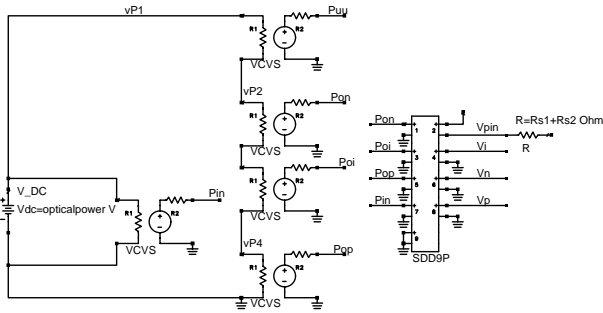 vP1
Puu
R1
R2
VCVS
vP2
Pon
R1
R2
VCVS
Poi
R1
R2
vP4
Pop
R1
R2
VCVS
V_DC
Vdc=opticalpower V
Pin
R1
R2
VCVS
Pon
Poi
Pop
Pin
1
2
3
4
5
6
7
8
9
SDD9P
Vpin
Vi
Vn
Vp
R=Rs1+Rs2 Ohm
R